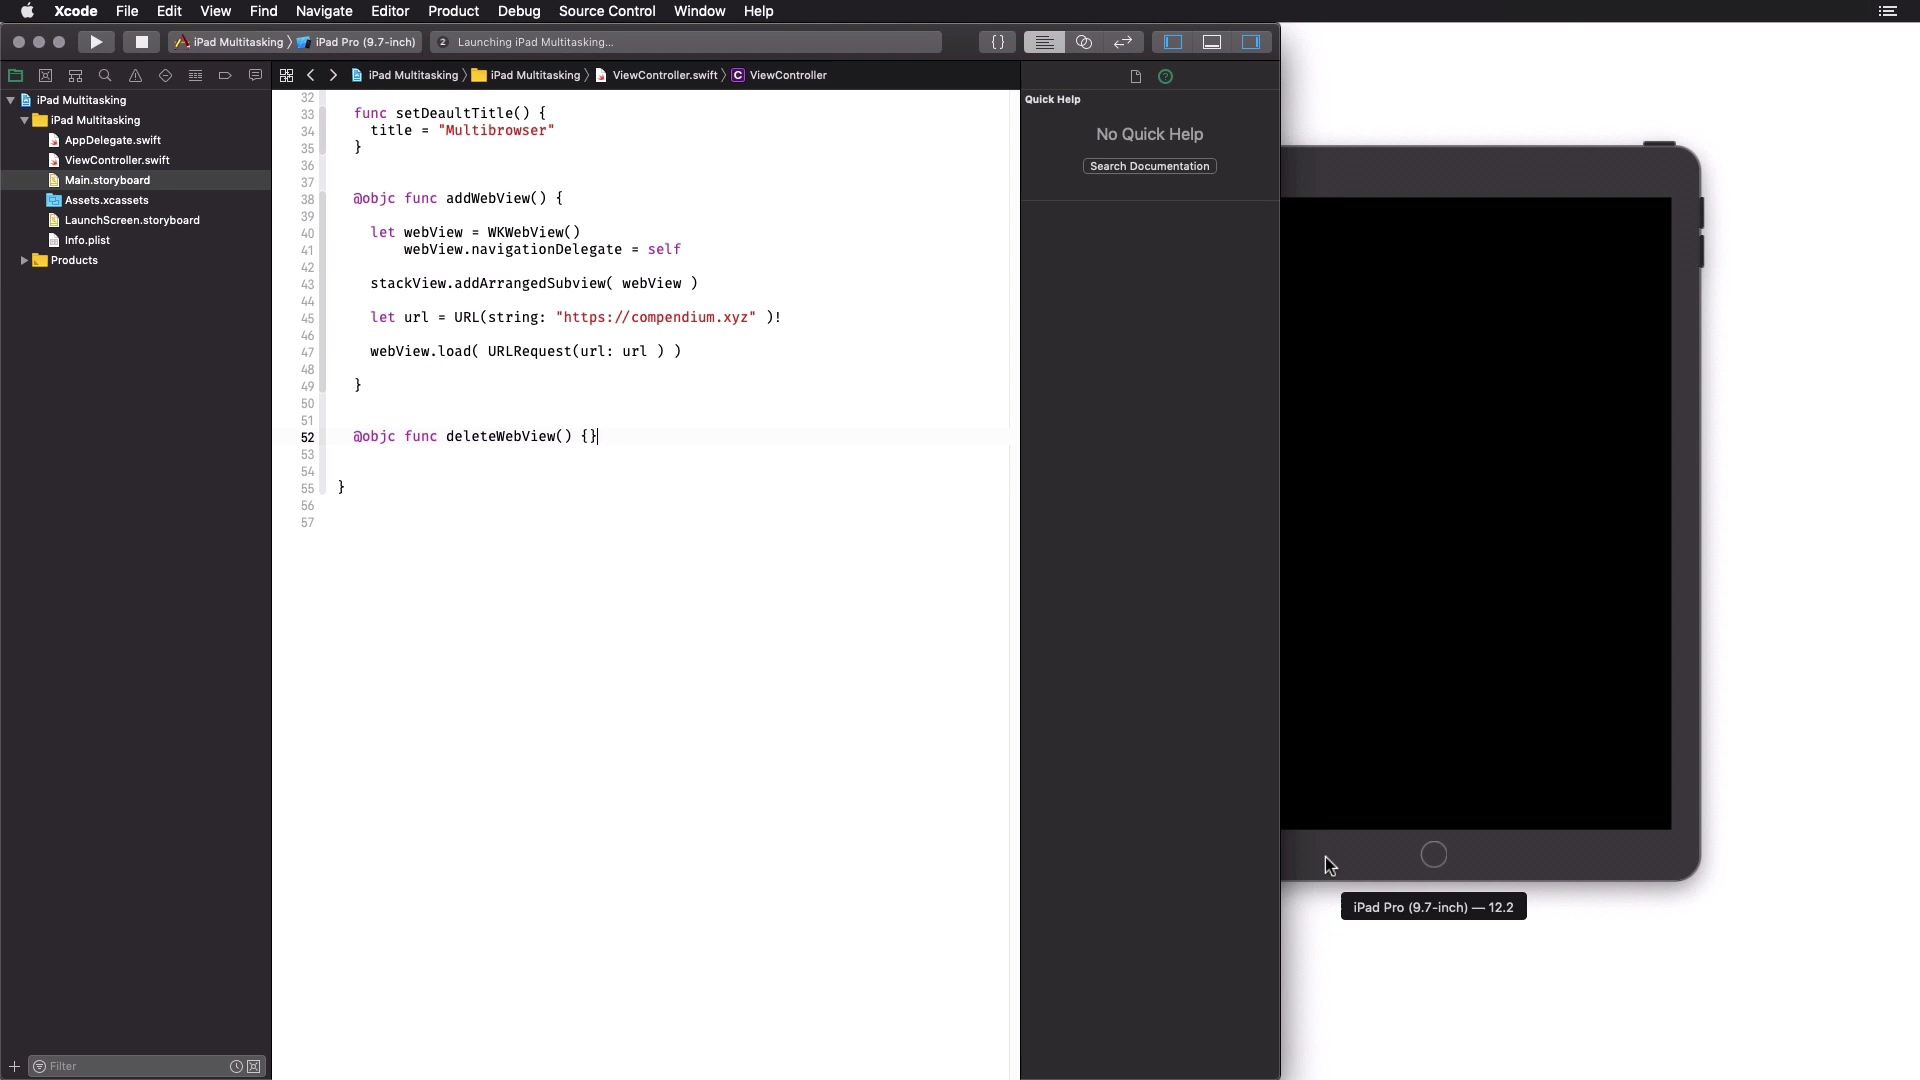 Xcode File Edit View Find Navigate Editor Product Debug Source Control Window Help
iPad Multitasking iPad Pro (9.7-inch) 2 Launching iPad Multitasking... {}
iPad Multitasking iPad Multitasking ViewController.swift C ViewController
iPad Multitasking
iPad Multitasking
AppDelegate.swift
ViewController.swift
Main.storyboard
Assets.xcassets
LaunchScreen.storyboard
Info.plist
Products
Filter
32
33 func setDeaultTitle() {
34 title = "Multibrowser"
35 }
36
37
38 @objc func addWebView() {
39
40 let webView = WKWebView()
41 webView.navigationDelegate = self
42
43 stackView.addArrangedSubview( webView )
44
45 let url = URL(string: "https://compendium.xyz" )!
46
47 webView.load( URLRequest(url: url ) )
48
49 }
50
51
52 @objc func deleteWebView() {}
53
54
55 }
56
57
Quick Help
No Quick Help
Search Documentation
iPad Pro (9.7-inch) — 12.2